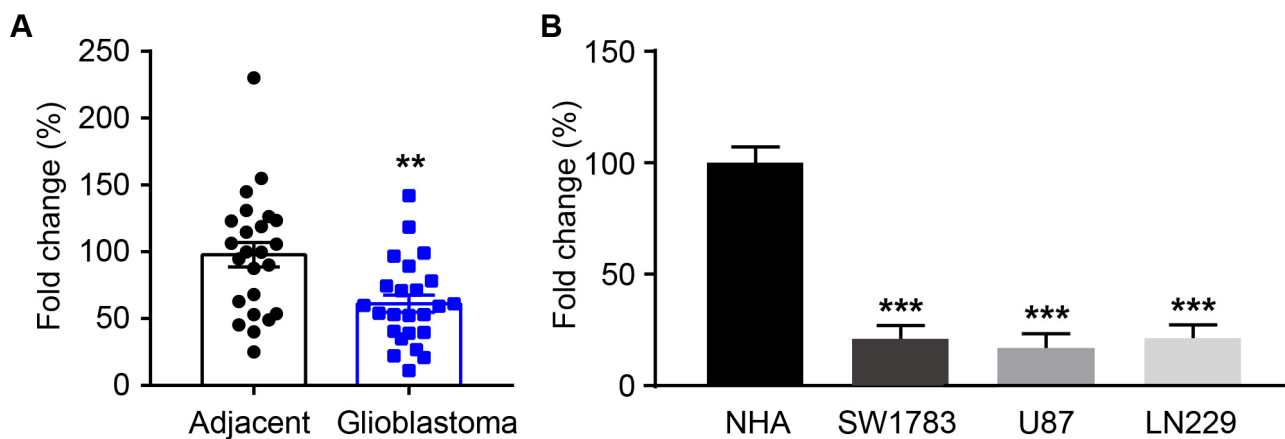 A
Fold change (%)
250
200
150
100
50
0
**
Adjacent
Glioblastoma
B
Fold change (%)
150
100
50
0
***
***
***
NHA
SW1783
U87
LN229